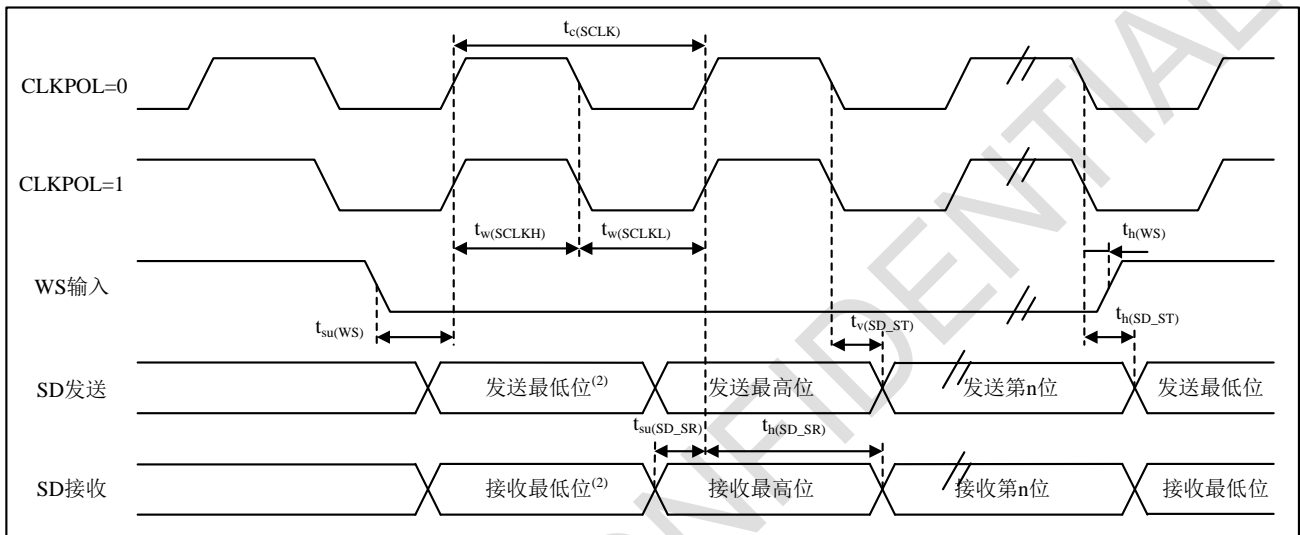 t_c(SCLK)
CLKPOL=0
CLKPOL=1
t_w(SCLKH) t_w(SCLKL) t_h(WS)
WS输入
t_su(WS) t_v(SD_ST) t_h(SD_ST)
SD发送 发送最低位(2) 发送最高位 发送第n位 发送最低位
t_su(SD_SR) t_h(SD_SR)
SD接收 接收最低位(2) 接收最高位 接收第n位 接收最低位
ONFIDENTIAL